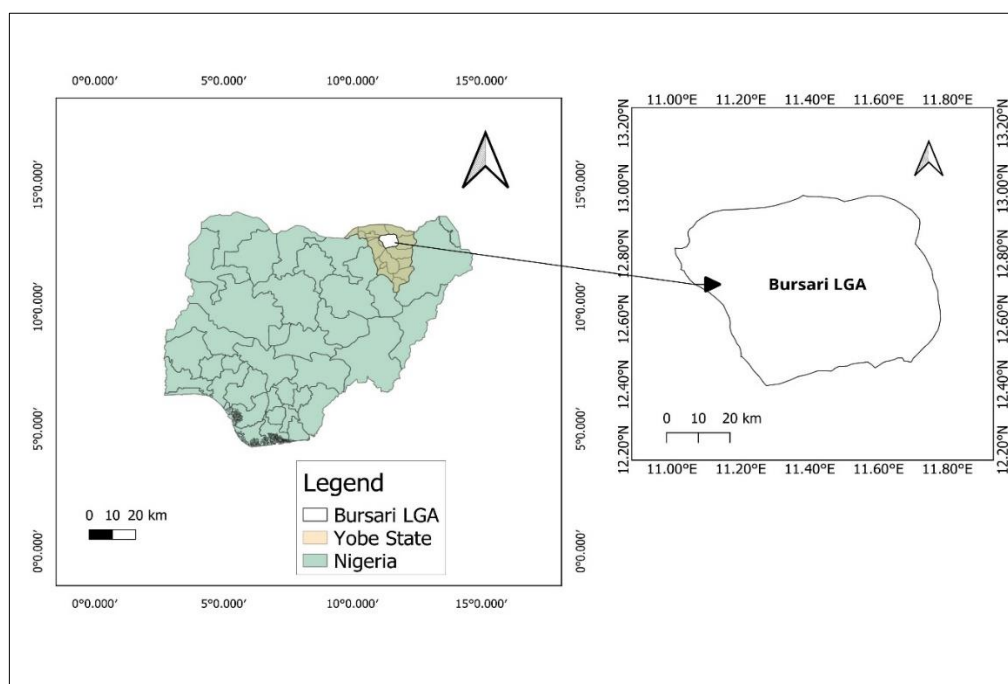 0°0.000′ 5°0.000′ 10°0.000′ 15°0.000′
15°0.000′
10°0.000′
5°0.000′
0°0.000′
15°0.000′
10°0.000′
5°0.000′
0°0.000′
0 10 20 km
Legend
Bursari LGA
Yobe State
Nigeria
0°0.000′ 5°0.000′ 10°0.000′ 15°0.000′
11.00°E 11.20°E 11.40°E 11.60°E 11.80°E
13.20°N
13.00°N
12.80°N
12.60°N
12.40°N
12.20°N
Bursari LGA
13.20°N
13.00°N
12.80°N
12.60°N
12.40°N
12.20°N
0 10 20 km
11.00°E 11.20°E 11.40°E 11.60°E 11.80°E